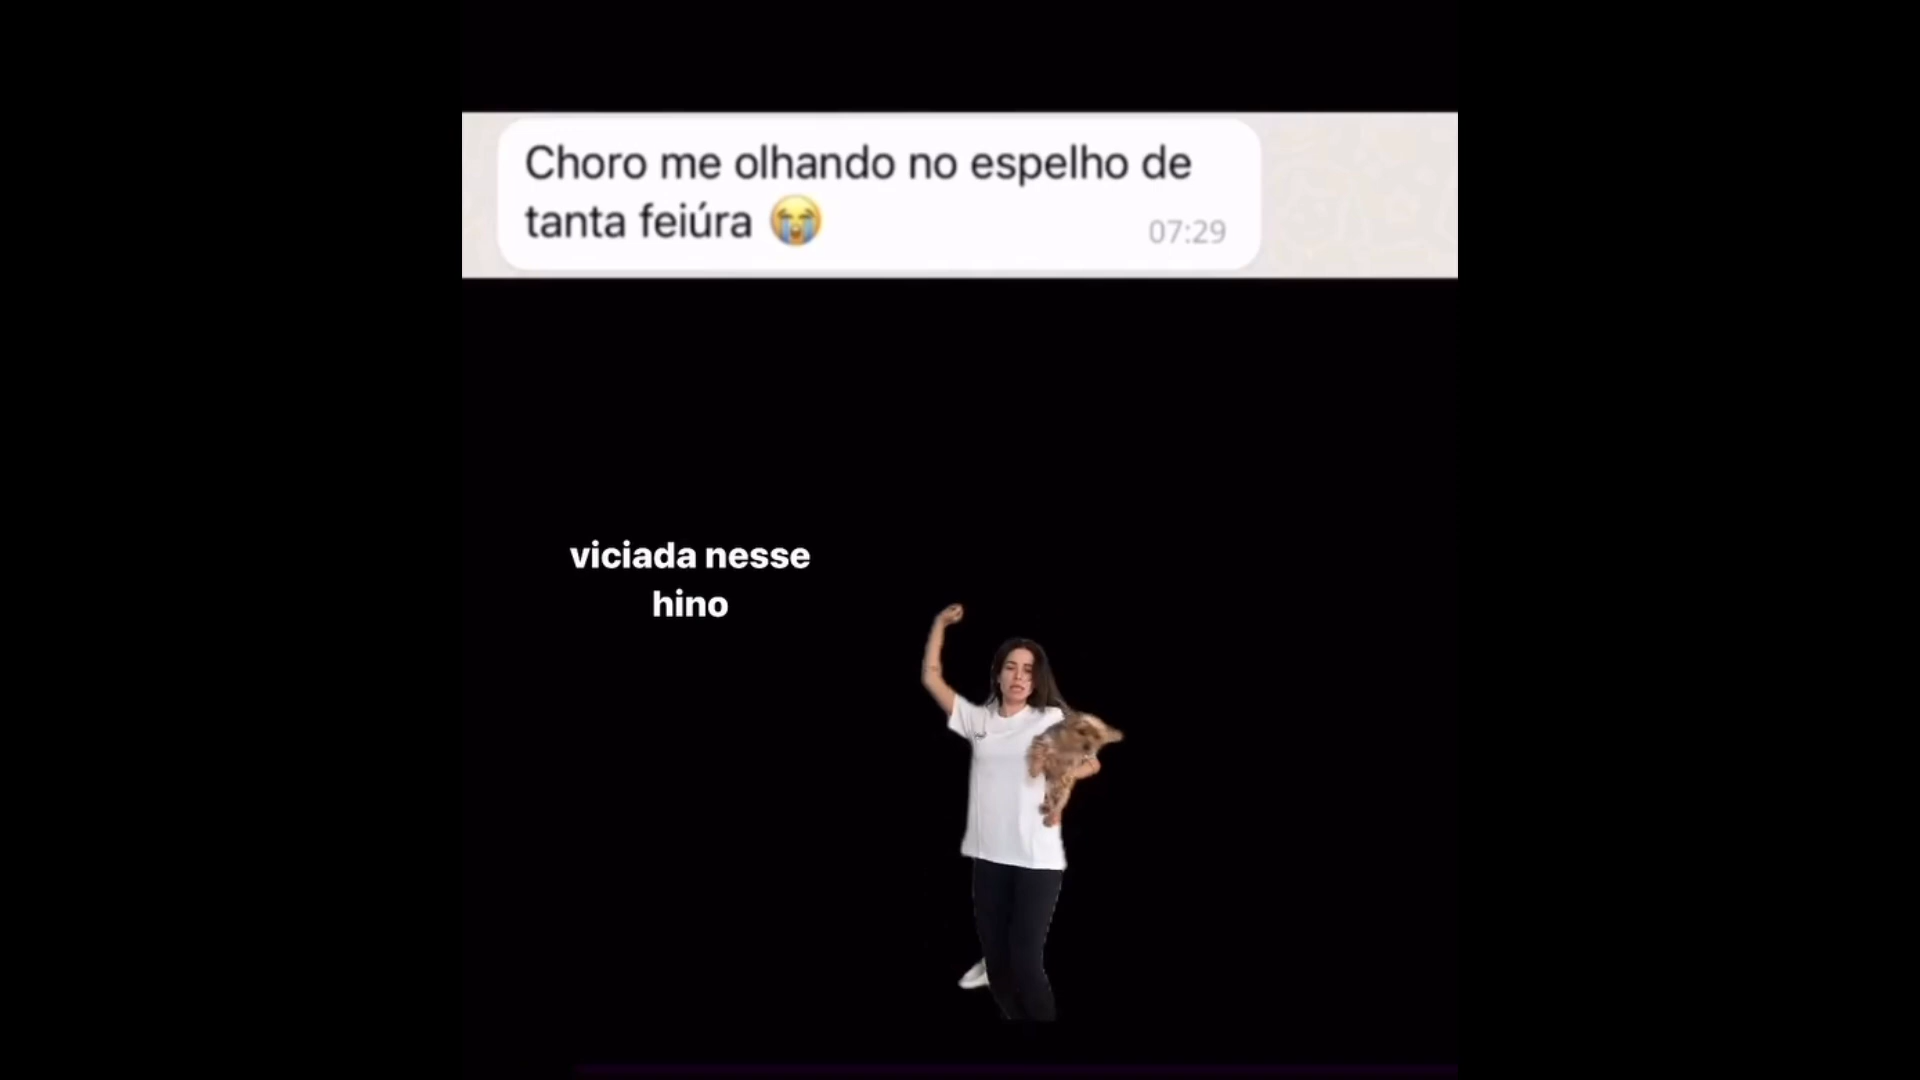 Choro me olhando no espelho de
tanta feiúra 😭
07:29
viciada nesse
hino